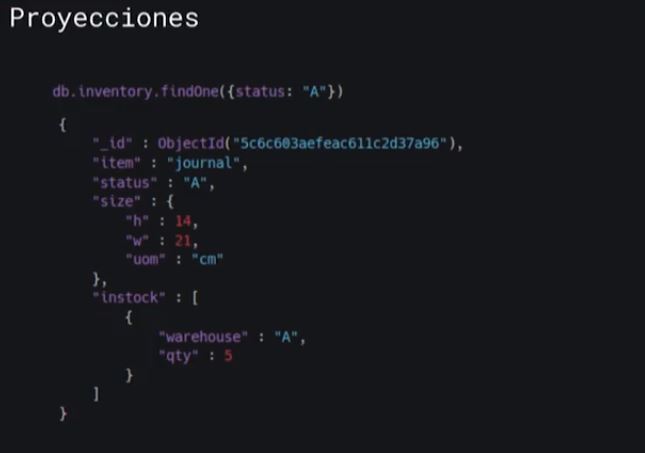 Proyecciones
db.inventory.findOne({status: "A"})
{
"_id" : ObjectId("5c6c603aefeac611c2d37a96"),
"item" : "journal",
"status" : "A",
"size" : {
"h" : 14,
"w" : 21,
"uom" : "cm"
},
"instock" : [
{
"warehouse" : "A",
"qty" : 5
}
]
}